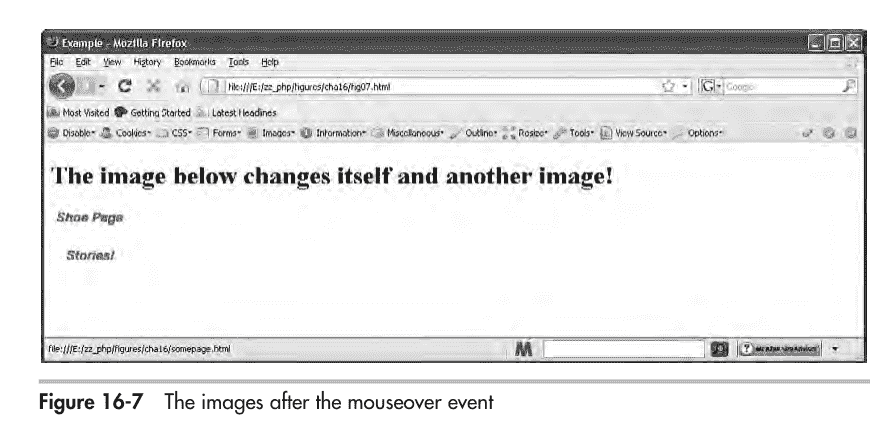 Example - Mozilla Firefox
File Edit View History Bookmarks Tools Help
file:///E:/zz_php/figures/cha16/fig07.html G Google
Most Visited Getting Started Latest Headlines
Disable Cookies CSS Forms Images Information Miscellaneous Outline Resize Tools View Source Options
The image below changes itself and another image!
Shoe Page
Stories!
file:///E:/zz_php/figures/cha16/somepage.html M
Figure 16-7 The images after the mouseover event